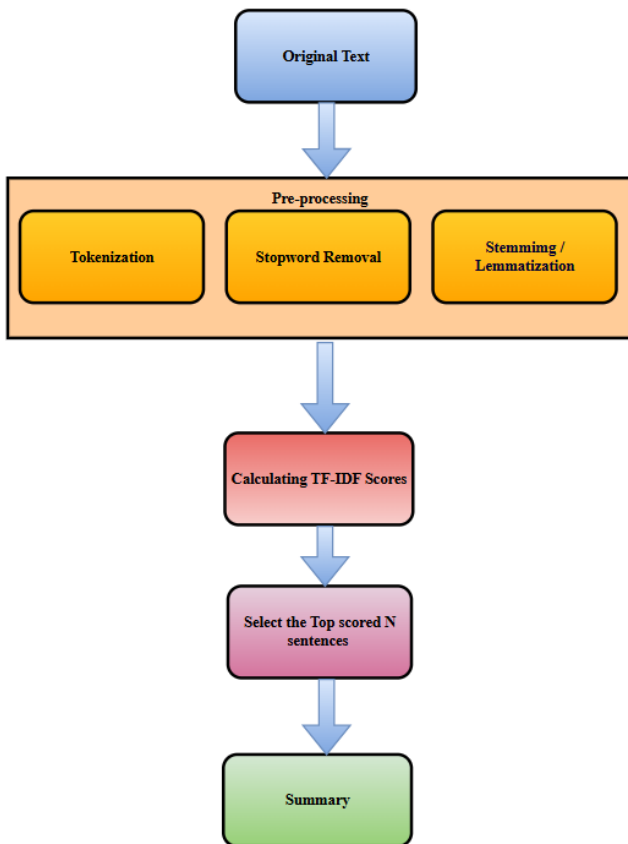 Original Text
Pre-processing
Tokenization
Stopword Removal
Stemmimg /
Lemmatization
Calculating TF-IDF Scores
Select the Top scored N
sentences
Summary